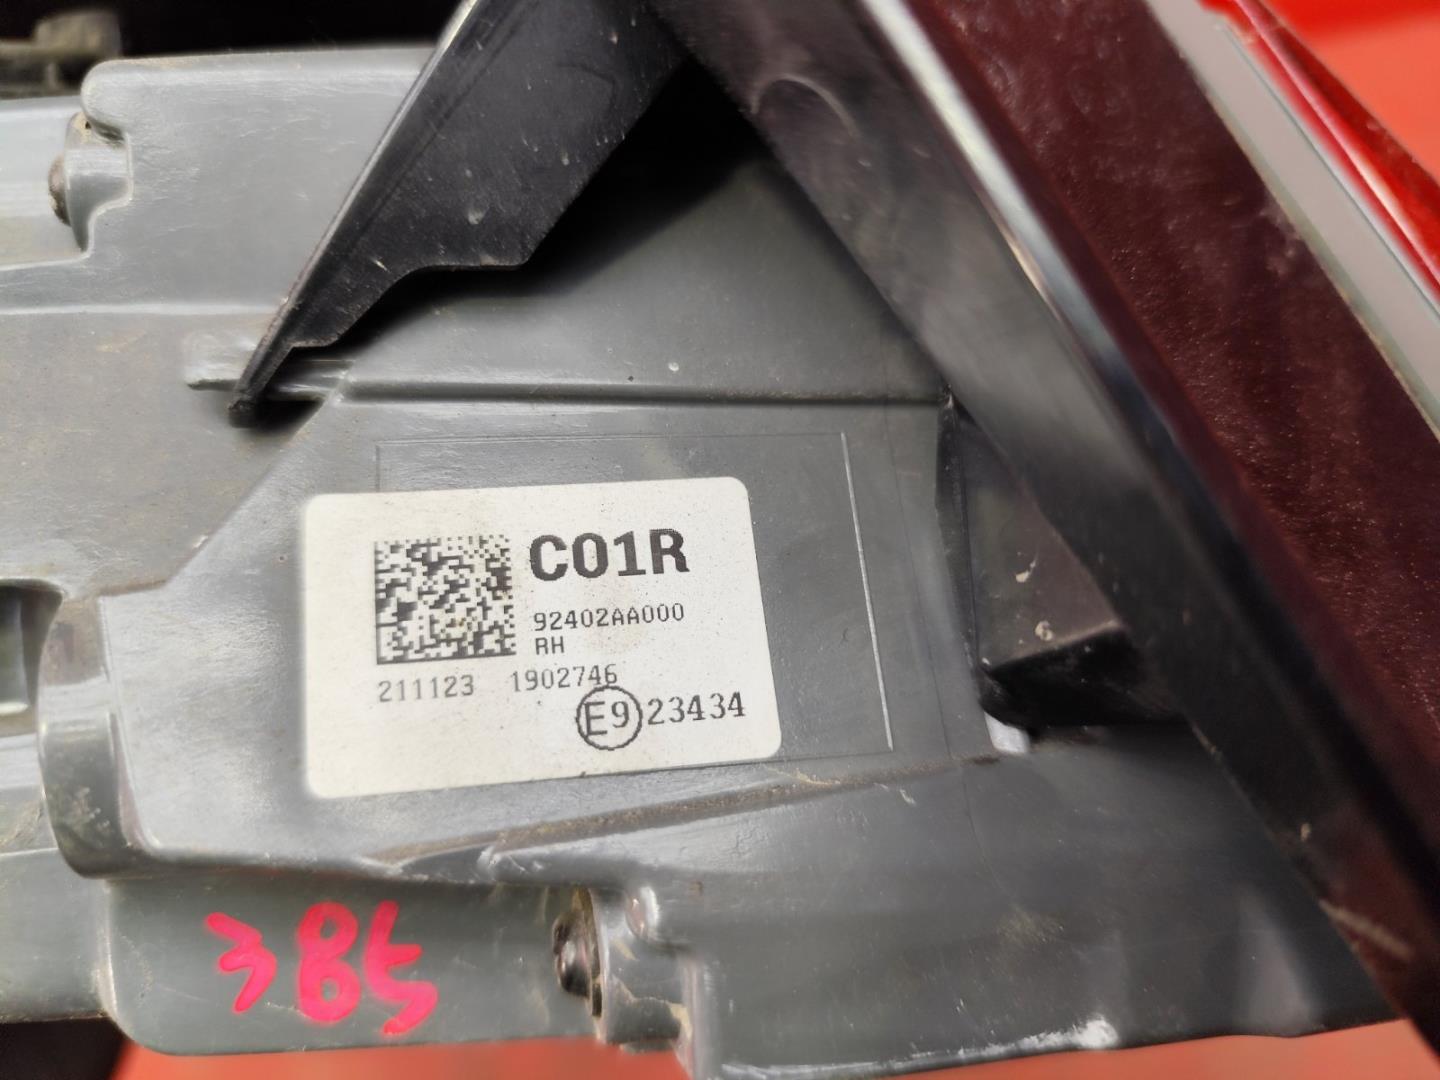 C01R
92402AA000
RH
211123 1902746
E9 23434
385